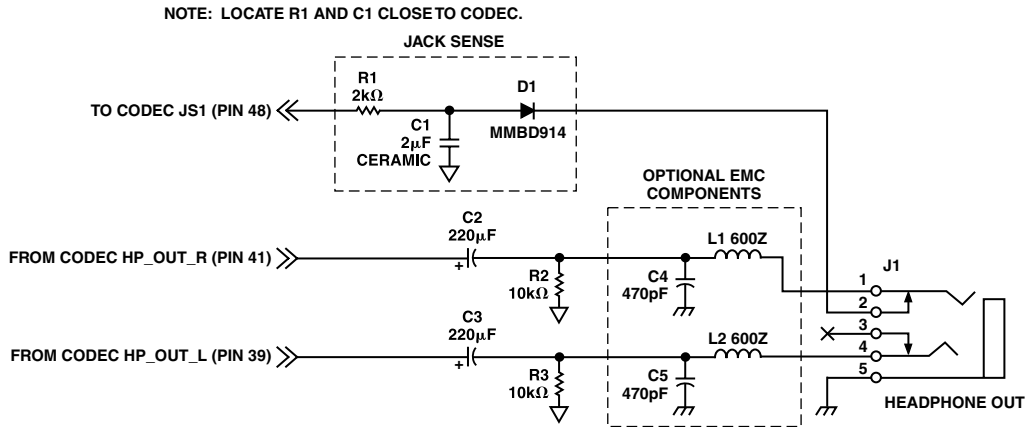 NOTE: LOCATE R1 AND C1 CLOSE TO CODEC.
JACK SENSE
R1
2kΩ
D1
TO CODEC JS1 (PIN 48)
C1
2μF
CERAMIC
MMBD914
OPTIONAL EMC
COMPONENTS
C2
220μF
+
L1 600Z
FROM CODEC HP_OUT_R (PIN 41)
R2
10kΩ
C4
470pF
J1
1
2
3
4
5
C3
220μF
+
L2 600Z
FROM CODEC HP_OUT_L (PIN 39)
R3
10kΩ
C5
470pF
HEADPHONE OUT